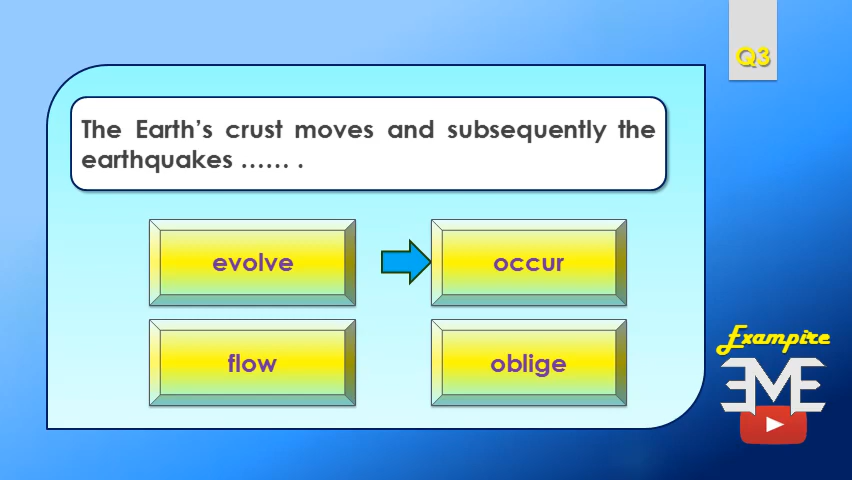 Q3
The Earth’s crust moves and subsequently the
earthquakes …… .
evolve
occur
flow
oblige
Exampire
EME